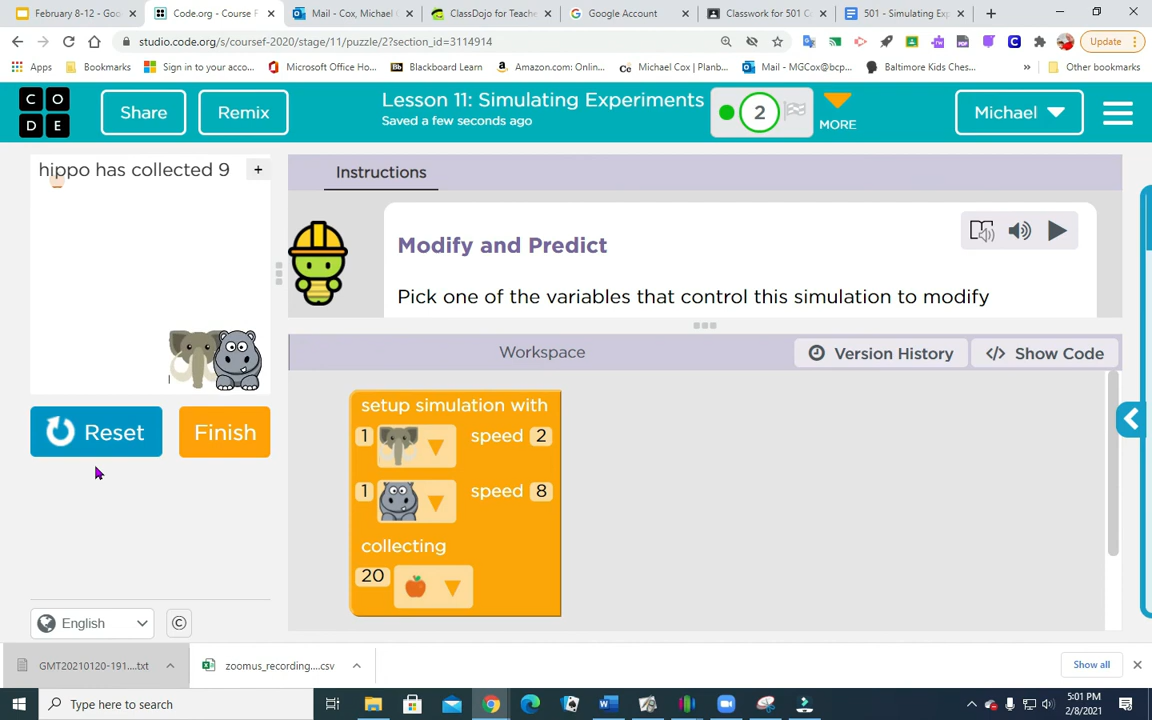 February 8-12 - Goo
Code.org - Course F
Mail - Cox, Michael G
ClassDojo for Teache
Google Account
Classwork for 501 C
501 - Simulating Exp
studio.code.org/s/coursef-2020/stage/11/puzzle/2?section_id=3114914
Update
Apps
Bookmarks
Sign in to your acco...
Microsoft Office Ho...
Bb Blackboard Learn
Amazon.com: Onlin...
Michael Cox | Planb...
Mail - MGCox@bcp...
Baltimore Kids Ches...
»
Other bookmarks
CODE
Share
Remix
Lesson 11: Simulating Experiments
Saved a few seconds ago
2
MORE
Michael
hippo has collected 9
+
Instructions
Modify and Predict
Pick one of the variables that control this simulation to modify
Reset
Finish
Workspace
Version History
</> Show Code
setup simulation with
1 speed 2
1 speed 8
collecting
20
English
©
GMT20210120-191....txt
zoomus_recording....csv
Show all
Type here to search
5:01 PM
2/8/2021